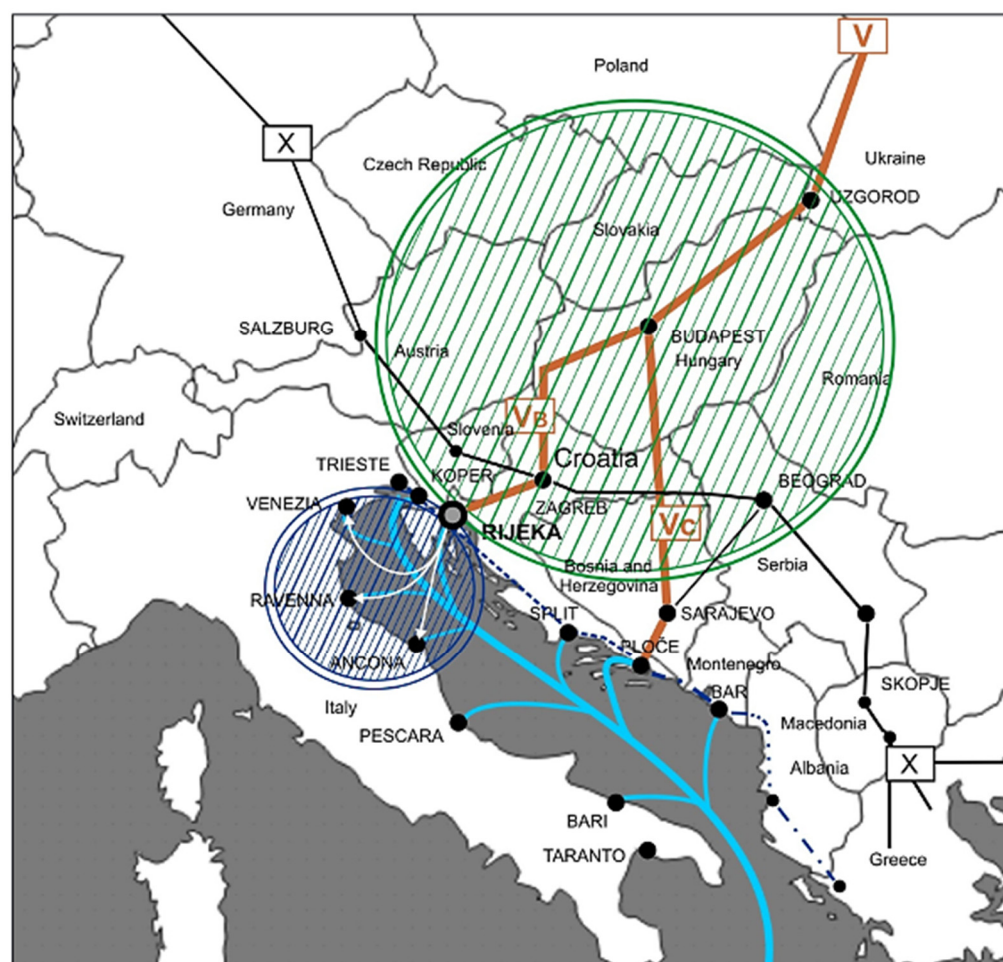 V
Poland
X
Czech Republic
Ukraine
UZGOROD
Germany
Slovakia
SALZBURG
BUDAPEST
Austria
Hungary
Romania
Switzerland
VB
Slovenia
Croatia
TRIESTE
KOPER
BEOGRAD
VENEZIA
ZAGREB
RIJEKA
VC
Bosnia and
Herzegovina
Serbia
RAVENNA
SPLIT
SARAJEVO
PLOČE
ANCONA
Montenegro
SKOPJE
BAR
Italy
Macedonia
PESCARA
X
Albania
BARI
TARANTO
Greece